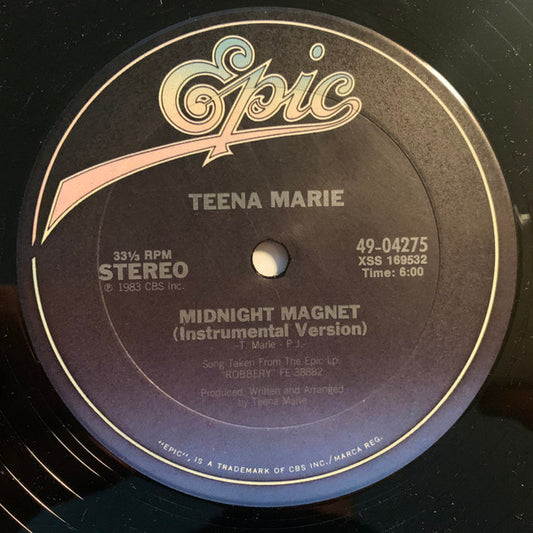 Epic
TEENA MARIE
33⅓ RPM
STEREO
℗ 1983 CBS Inc.
49-04275
XSS 169532
Time: 6:00
MIDNIGHT MAGNET
(Instrumental Version)
-T. Marie - P.J.-
Song Taken From The Epic Lp:
"ROBBERY" FE 38882
Produced, Written and Arranged
by Teena Marie
"EPIC", IS A TRADEMARK OF CBS INC./MARCA REG.